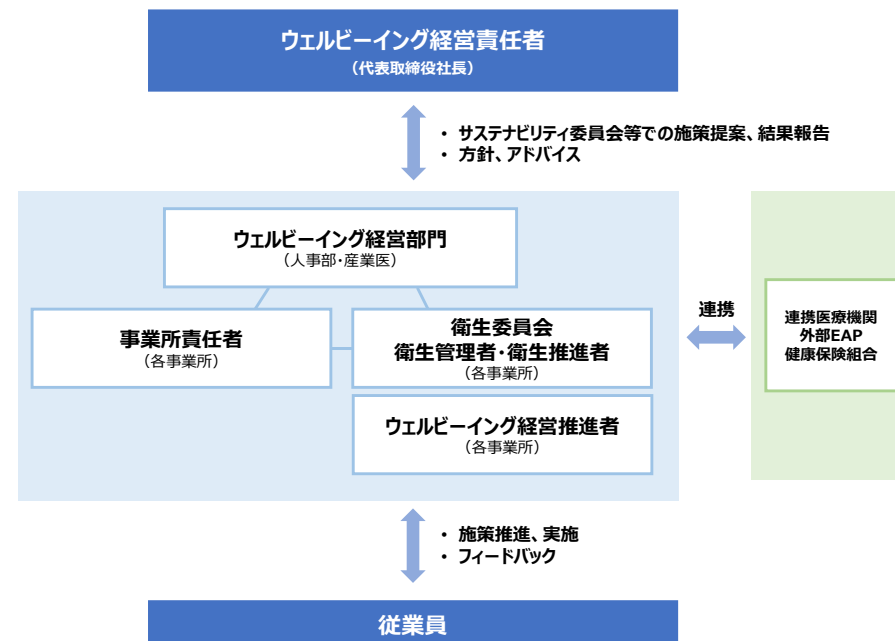 ウェルビーイング経営責任者
（代表取締役社長）
• サステナビリティ委員会等での施策提案、結果報告
• 方針、アドバイス
ウェルビーイング経営部門
（人事部・産業医）
事業所責任者
（各事業所）
衛生委員会
衛生管理者・衛生推進者
（各事業所）
ウェルビーイング経営推進者
（各事業所）
連携
連携医療機関
外部EAP
健康保険組合
• 施策推進、実施
• フィードバック
従業員